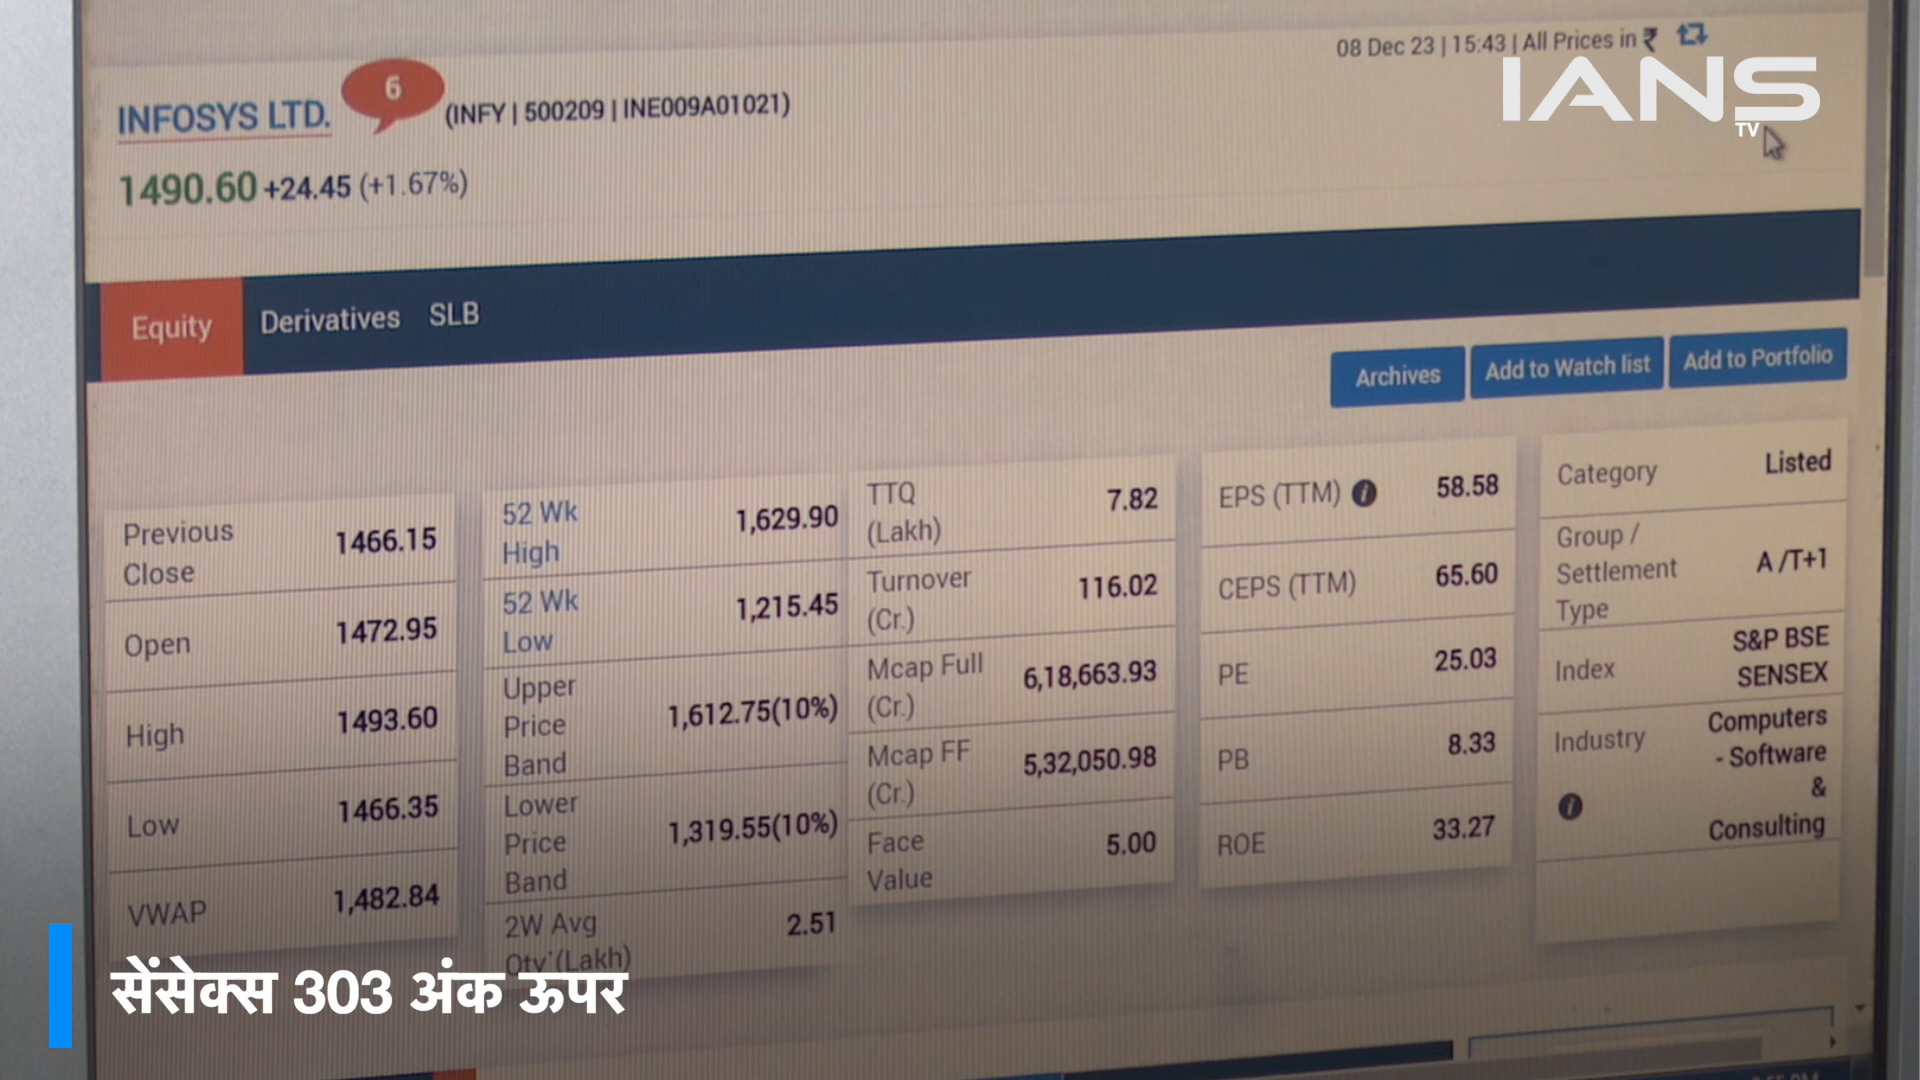 08 Dec 23 | 15:43 | All Prices in ₹
IANS
TV
INFOSYS LTD.
6
(INFY | 500209 | INE009A01021)
1490.60 +24.45 (+1.67%)
Equity
Derivatives
SLB
Archives
Add to Watch list
Add to Portfolio
Previous
Close
1466.15
Open
1472.95
High
1493.60
Low
1466.35
VWAP
1,482.84
52 Wk
High
1,629.90
52 Wk
Low
1,215.45
Upper
Price
Band
1,612.75(10%)
Lower
Price
Band
1,319.55(10%)
2W Avg
Qty (Lakh)
2.51
TTQ
(Lakh)
7.82
Turnover
(Cr.)
116.02
Mcap Full
(Cr.)
6,18,663.93
Mcap FF
(Cr.)
5,32,050.98
Face
Value
5.00
EPS (TTM)
58.58
CEPS (TTM)
65.60
PE
25.03
PB
8.33
ROE
33.27
Category
Listed
Group /
Settlement
Type
A /T+1
Index
S&P BSE
SENSEX
Industry
Computers
- Software
&
Consulting
सेंसेक्स 303 अंक ऊपर